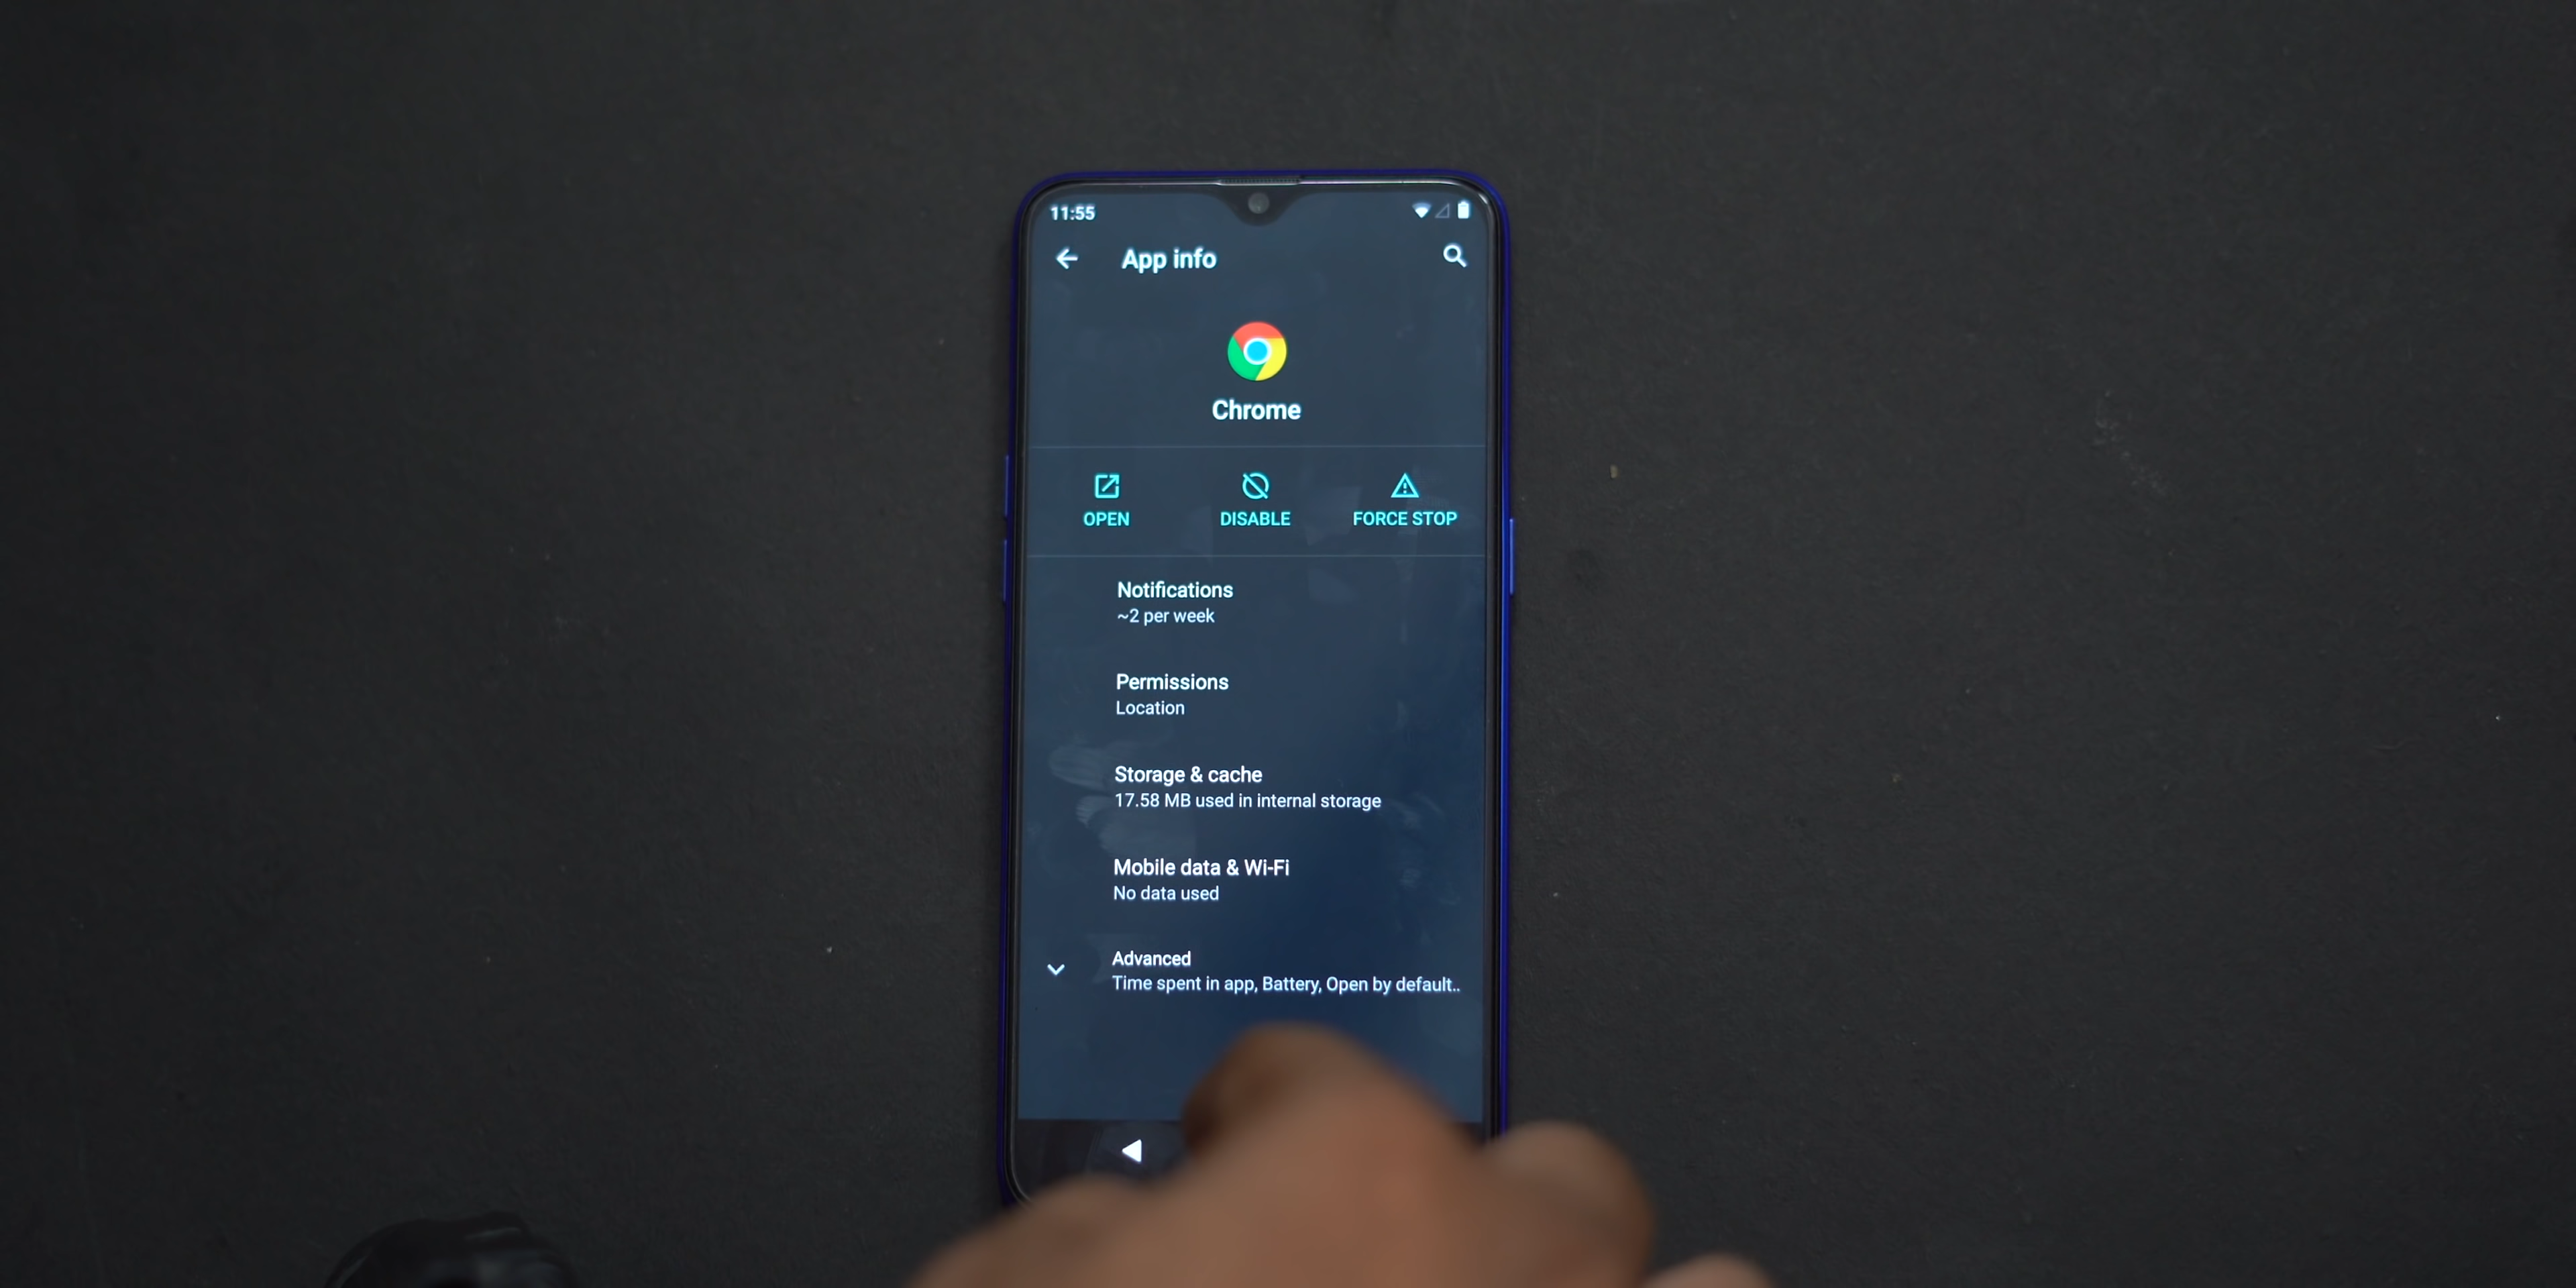 11:55
App info
Chrome
OPEN DISABLE FORCE STOP
Notifications
~2 per week
Permissions
Location
Storage & cache
17.58 MB used in internal storage
Mobile data & Wi-Fi
No data used
Advanced
Time spent in app, Battery, Open by default..